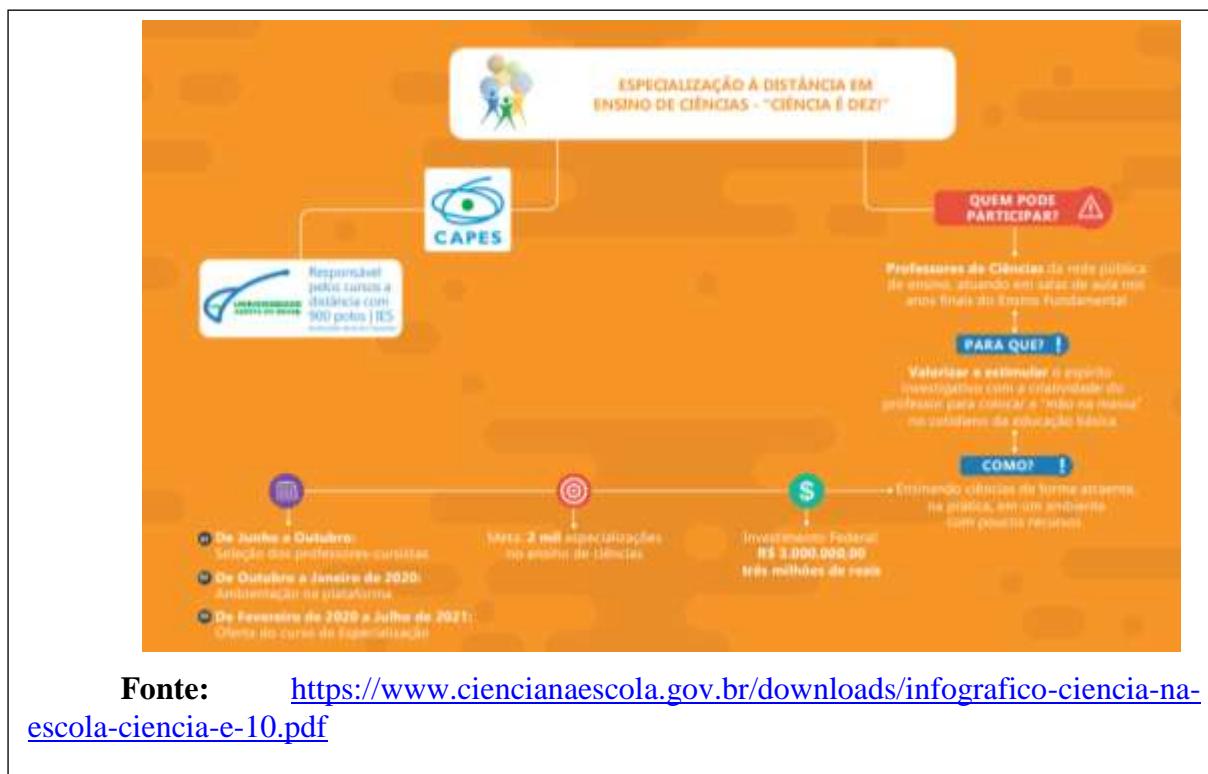 ESPECIALIZAÇÃO À DISTÂNCIA EM
ENSINO DE CIÊNCIAS - "CIÊNCIA É DEZ!"
CAPES
Responsável
pelos cursos a
distância com
900 polos | IES
UNIVERSIDADE
ABERTA DO BRASIL
QUEM PODE
PARTICIPAR?
Professores de Ciências da rede pública
de ensino, atuando em salas de aula nos
anos finais do Ensino Fundamental
PARA QUE?
Valorizar e estimular o espírito
investigativo com a criatividade do
professor para colocar a "mão na massa"
no cotidiano da educação básica
COMO?
Ensinando ciências de forma atraente,
na prática, em um ambiente
com poucos recursos
$
Investimento Federal
R$ 3.000.000,00
três milhões de reais
Meta: 2 mil especializações
no ensino de ciências
De Junho a Outubro:
Seleção dos professores-cursistas
De Outubro a Janeiro de 2020:
Ambientação na plataforma
De Fevereiro de 2020 a Julho de 2021:
Oferta do curso de Especialização
Fonte: https://www.ciencianaescola.gov.br/downloads/infografico-ciencia-na-
escola-ciencia-e-10.pdf